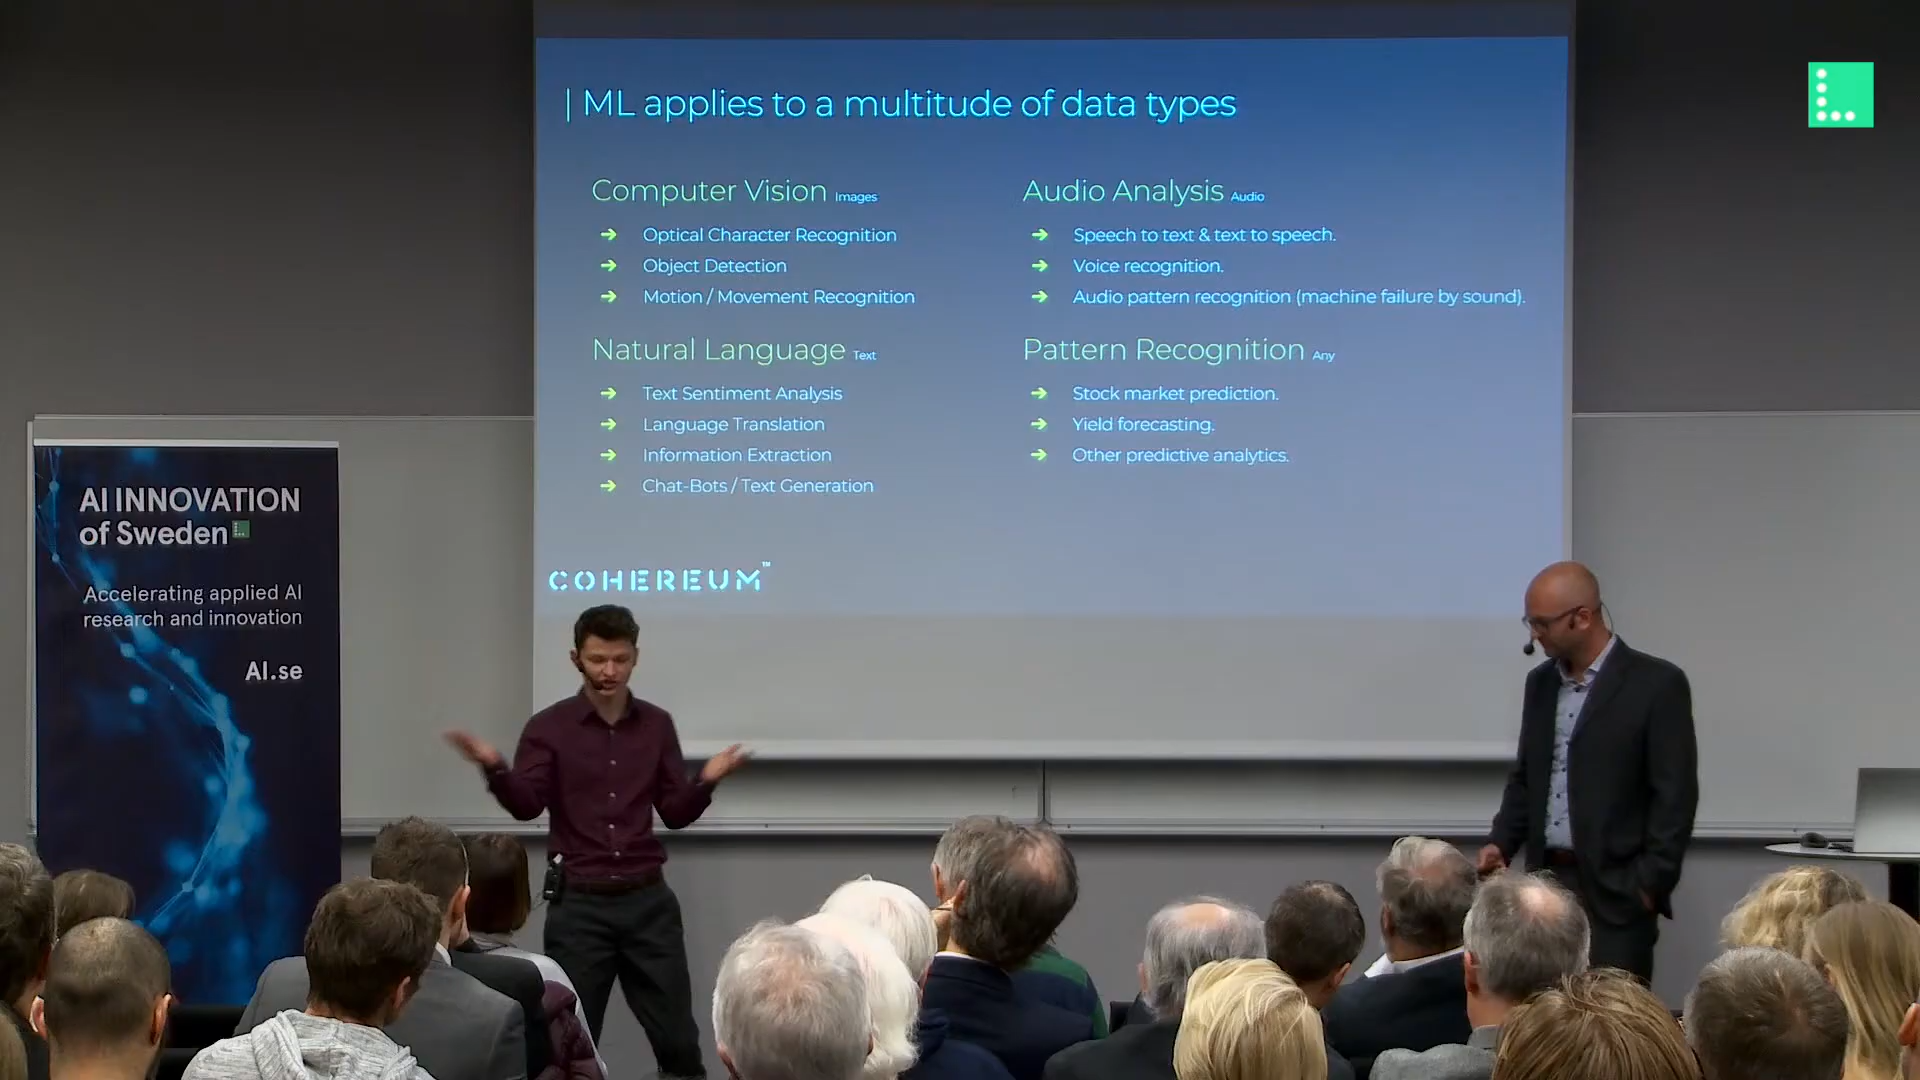 | ML applies to a multitude of data types
Computer Vision Images
➔ Optical Character Recognition
➔ Object Detection
➔ Motion / Movement Recognition
Natural Language Text
➔ Text Sentiment Analysis
➔ Language Translation
➔ Information Extraction
➔ Chat-Bots / Text Generation
Audio Analysis Audio
➔ Speech to text & text to speech.
➔ Voice recognition.
➔ Audio pattern recognition (machine failure by sound).
Pattern Recognition Any
➔ Stock market prediction.
➔ Yield forecasting.
➔ Other predictive analytics.
COHEREUM™
AI INNOVATION
of Sweden
Accelerating applied AI
research and innovation
AI.se